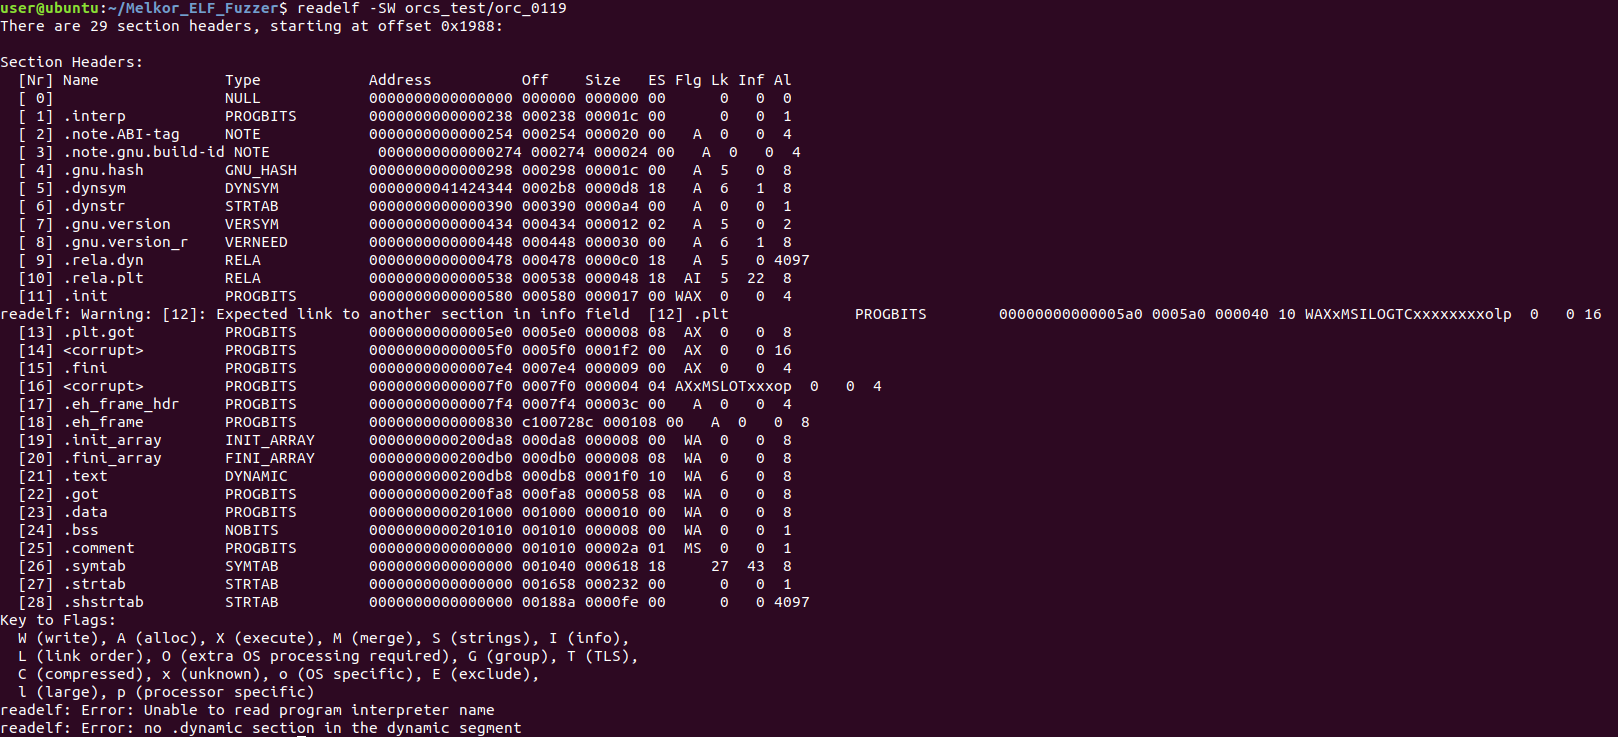 user@ubuntu:~/Melkor_ELF_Fuzzer$ readelf -SW orcs_test/orc_0119
There are 29 section headers, starting at offset 0x1988:

Section Headers:
  [Nr] Name              Type            Address          Off    Size   ES Flg Lk Inf Al
  [ 0]                   NULL            0000000000000000 000000 000000 00      0   0  0
  [ 1] .interp           PROGBITS        0000000000000238 000238 00001c 00      0   0  1
  [ 2] .note.ABI-tag     NOTE            0000000000000254 000254 000020 00   A  0   0  4
  [ 3] .note.gnu.build-id NOTE            0000000000000274 000274 000024 00   A  0   0  4
  [ 4] .gnu.hash         GNU_HASH        0000000000000298 000298 00001c 00   A  5   0  8
  [ 5] .dynsym           DYNSYM          0000000041424344 0002b8 0000d8 18   A  6   1  8
  [ 6] .dynstr           STRTAB          0000000000000390 000390 0000a4 00   A  0   0  1
  [ 7] .gnu.version      VERSYM          0000000000000434 000434 000012 02   A  5   0  2
  [ 8] .gnu.version_r    VERNEED         0000000000000448 000448 000030 00   A  6   1  8
  [ 9] .rela.dyn         RELA            0000000000000478 000478 0000c0 18   A  5   0 4097
  [10] .rela.plt         RELA            0000000000000538 000538 000048 18  AI  5  22  8
  [11] .init             PROGBITS        0000000000000580 000580 000017 00 WAX  0   0  4
readelf: Warning: [12]: Expected link to another section in info field  [12] .plt              PROGBITS        00000000000005a0 0005a0 000040 10 WAXxMSILOGTCxxxxxxxxolp  0   0 16
  [13] .plt.got          PROGBITS        00000000000005e0 0005e0 000008 08  AX  0   0  8
  [14] <corrupt>         PROGBITS        00000000000005f0 0005f0 0001f2 00  AX  0   0 16
  [15] .fini             PROGBITS        00000000000007e4 0007e4 000009 00  AX  0   0  4
  [16] <corrupt>         PROGBITS        00000000000007f0 0007f0 000004 04 AXxMSLOTxxxop  0   0  4
  [17] .eh_frame_hdr     PROGBITS        00000000000007f4 0007f4 00003c 00   A  0   0  4
  [18] .eh_frame         PROGBITS        0000000000000830 c100728c 000108 00   A  0   0  8
  [19] .init_array       INIT_ARRAY      0000000000200da8 000da8 000008 00  WA  0   0  8
  [20] .fini_array       FINI_ARRAY      0000000000200db0 000db0 000008 08  WA  0   0  8
  [21] .text             DYNAMIC         0000000000200db8 000db8 0001f0 10  WA  6   0  8
  [22] .got              PROGBITS        0000000000200fa8 000fa8 000058 08  WA  0   0  8
  [23] .data             PROGBITS        0000000000201000 001000 000010 00  WA  0   0  8
  [24] .bss              NOBITS          0000000000201010 001010 000008 00  WA  0   0  1
  [25] .comment          PROGBITS        0000000000000000 001010 00002a 01  MS  0   0  1
  [26] .symtab           SYMTAB          0000000000000000 001040 000618 18     27  43  8
  [27] .strtab           STRTAB          0000000000000000 001658 000232 00      0   0  1
  [28] .shstrtab         STRTAB          0000000000000000 00188a 0000fe 00      0   0 4097
Key to Flags:
  W (write), A (alloc), X (execute), M (merge), S (strings), I (info),
  L (link order), O (extra OS processing required), G (group), T (TLS),
  C (compressed), x (unknown), o (OS specific), E (exclude),
  l (large), p (processor specific)
readelf: Error: Unable to read program interpreter name
readelf: Error: no .dynamic section in the dynamic segment